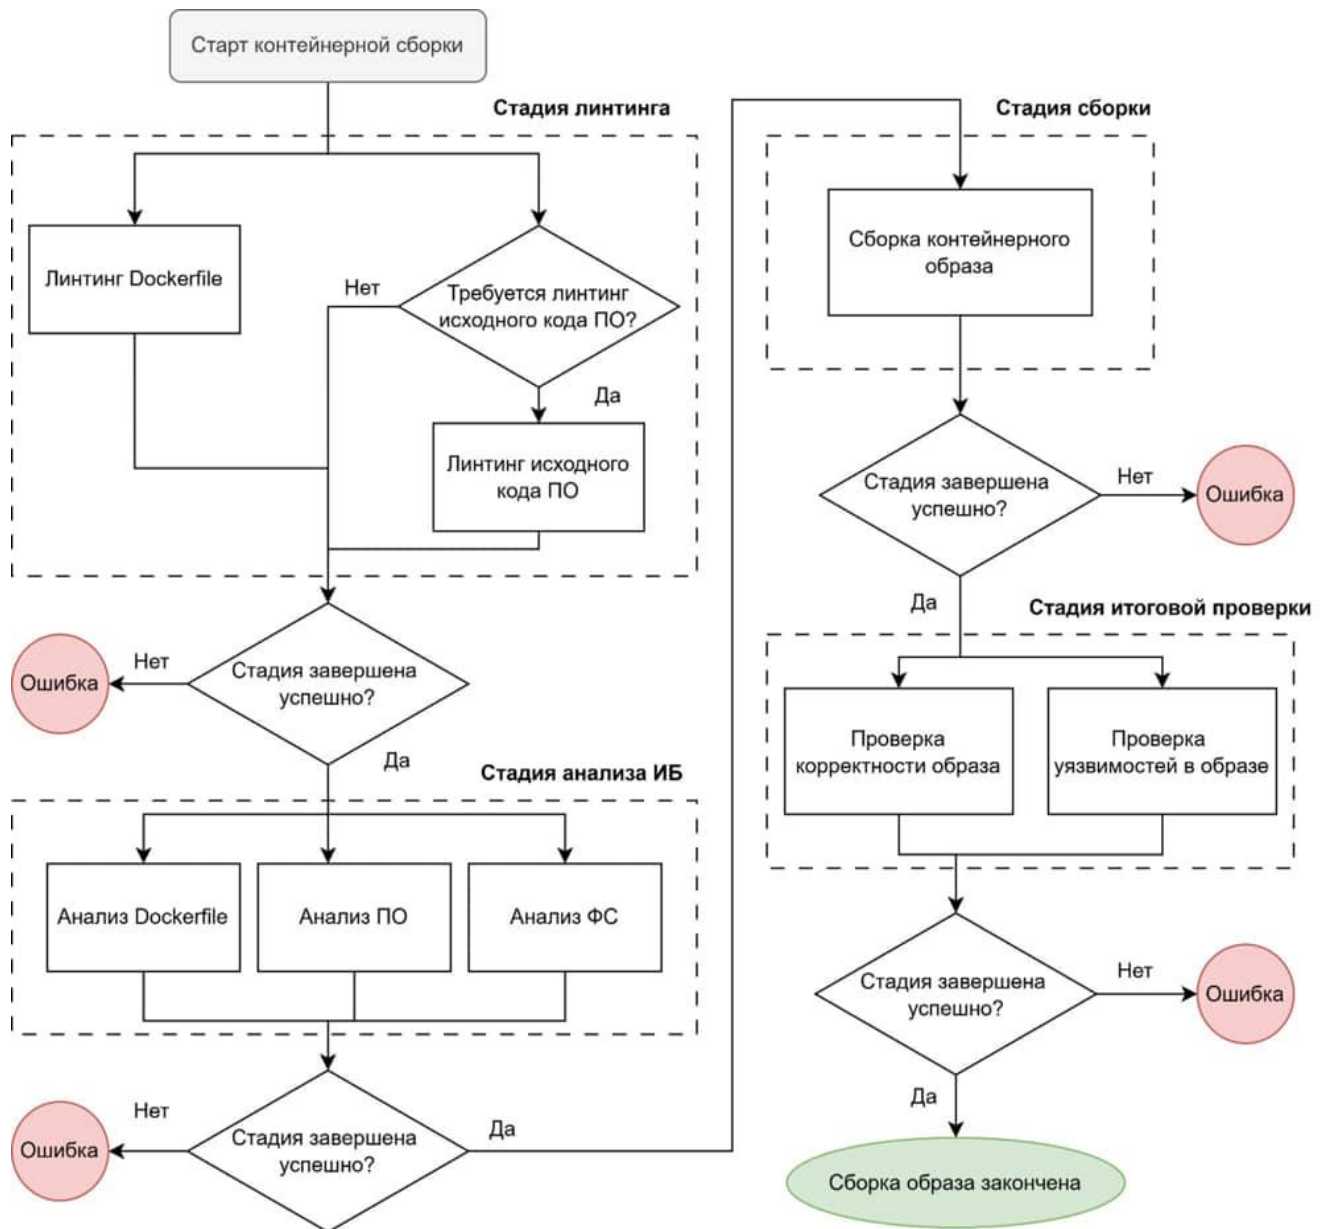 Старт контейнерной сборки
Стадия линтинга
Линтинг Dockerfile
Нет
Требуется линтинг
исходного кода ПО?
Да
Линтинг исходного
кода ПО
Стадия завершена
успешно?
Нет
Ошибка
Да
Стадия анализа ИБ
Анализ Dockerfile
Анализ ПО
Анализ ФС
Стадия завершена
успешно?
Нет
Ошибка
Да
Стадия сборки
Сборка контейнерного
образа
Стадия завершена
успешно?
Нет
Ошибка
Да
Стадия итоговой проверки
Проверка
корректности образа
Проверка
уязвимостей в образе
Стадия завершена
успешно?
Нет
Ошибка
Да
Сборка образа закончена